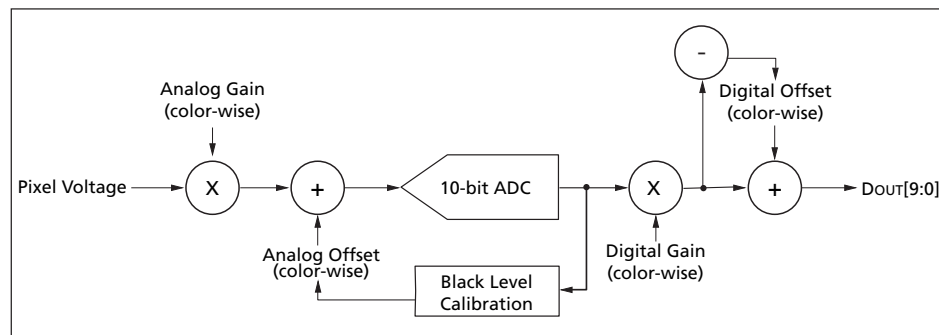 Analog Gain
(color-wise)
-
Digital Offset
(color-wise)
Pixel Voltage
X
+
10-bit ADC
X
+
DOUT[9:0]
Analog Offset
(color-wise)
Black Level
Calibration
Digital Gain
(color-wise)